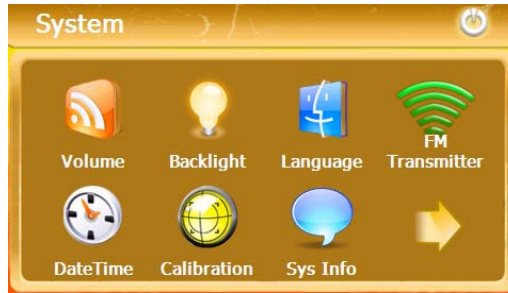 System
Volume
Backlight
Language
FM
Transmitter
DateTime
Calibration
Sys Info